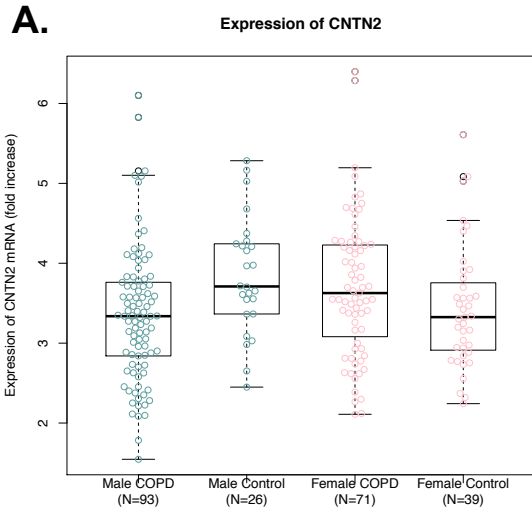 A.
Expression of CNTN2
Expression of CNTN2 mRNA (fold increase)
6
5
4
3
2
Male COPD
(N=93)
Male Control
(N=26)
Female COPD
(N=71)
Female Control
(N=39)